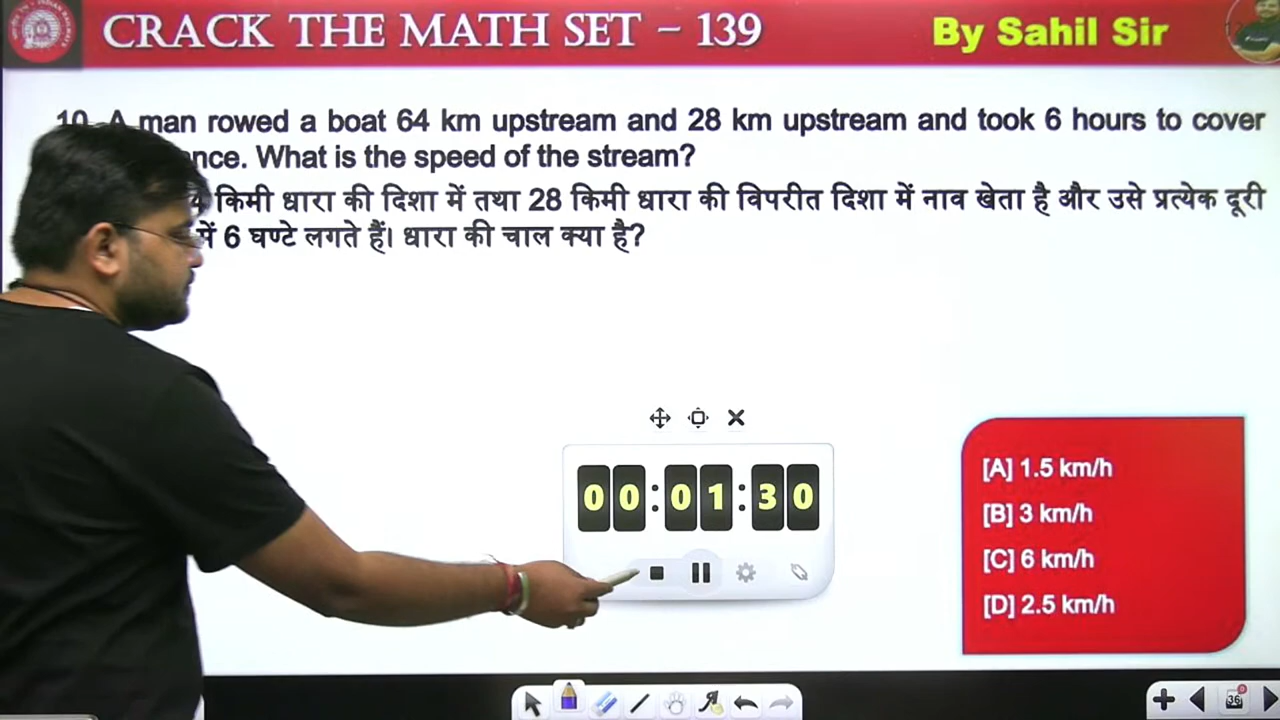 CRACK THE MATH SET – 139
By Sahil Sir
10. A man rowed a boat 64 km upstream and 28 km upstream and took 6 hours to cover
What is the speed of the stream?
किमी धारा की दिशा में तथा 28 किमी धारा की विपरीत दिशा में नाव खेता है और उसे प्रत्येक दूरी
में 6 घण्टे लगते हैं। धारा की चाल क्या है?
00:01:30
[A] 1.5 km/h
[B] 3 km/h
[C] 6 km/h
[D] 2.5 km/h
36